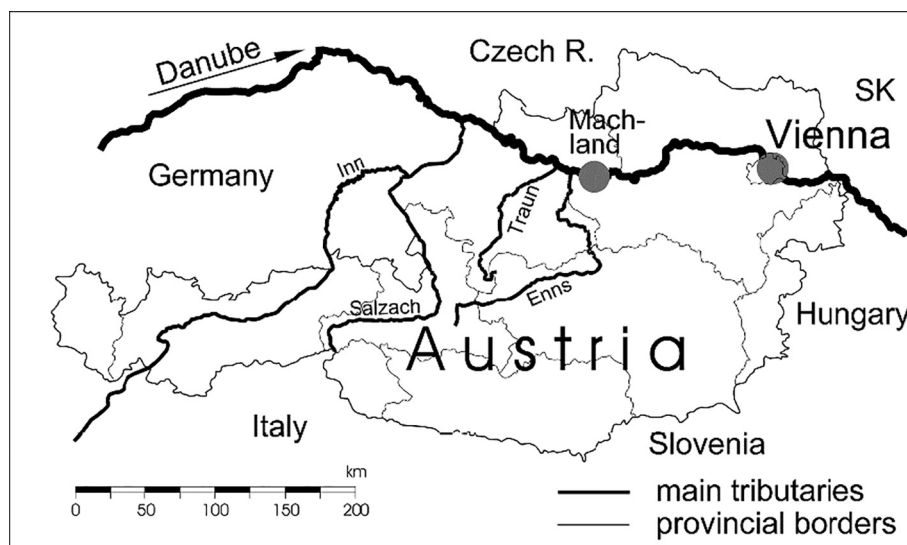 Czech R.
Danube
SK
Mach-
land
Vienna
Inn
Germany
Traun
Salzach
Enns
Hungary
Austria
Italy
Slovenia
km
0 50 100 150 200
main tributaries
provincial borders